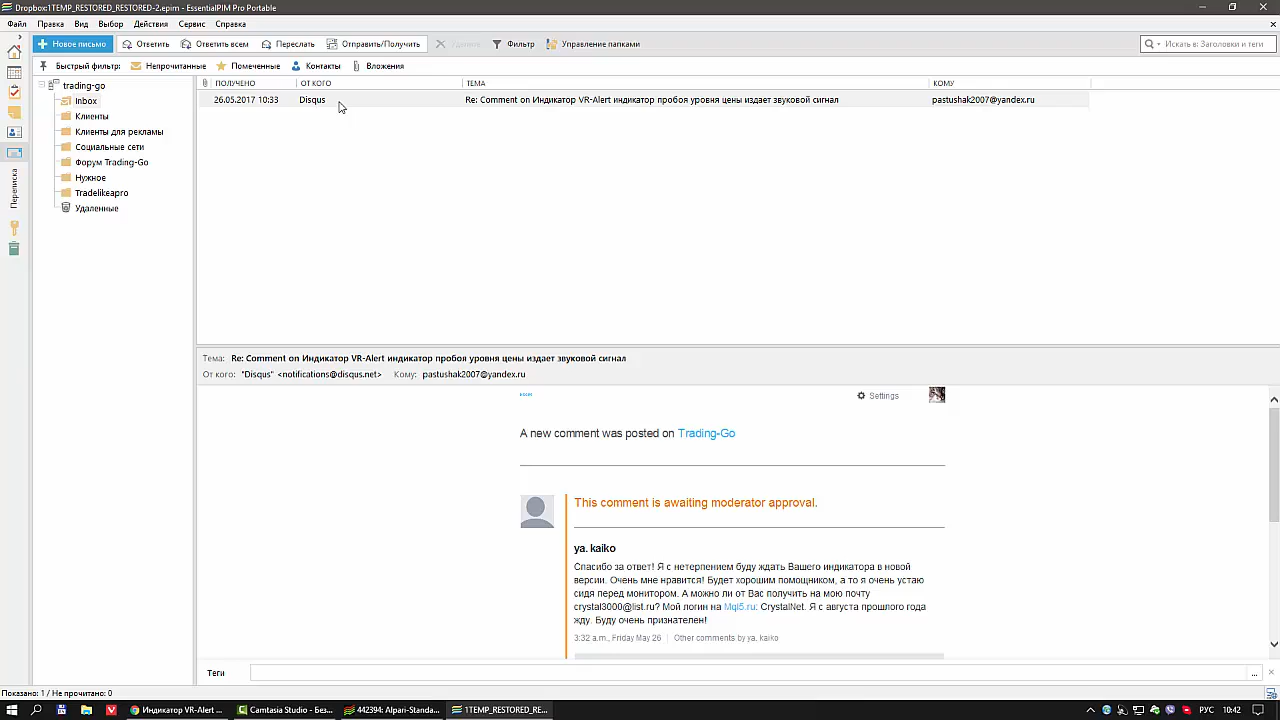 Dropbox:1TEMP_RESTORED_RESTORED-2.epim - EssentialPIM Pro Portable
Файл Правка Вид Выбор Действия Сервис Справка
Новое письмо Ответить Ответить всем Переслать Отправить/Получить Удалить Фильтр Управление папками Искать в: Заголовки и теги
Быстрый фильтр: Непрочитанные Помеченные Контакты Вложения
trading-go
Inbox
Клиенты
Клиенты для рекламы
Социальные сети
Форум Trading-Go
Нужное
Tradelikeapro
Удаленные
Переписка
ПОЛУЧЕНО ОТ КОГО ТЕМА КОМУ
26.05.2017 10:33 Disqus Re: Comment on Индикатор VR-Alert индикатор пробоя уровня цены издает звуковой сигнал pastushak2007@yandex.ru
Тема: Re: Comment on Индикатор VR-Alert индикатор пробоя уровня цены издает звуковой сигнал
От кого: "Disqus" <notifications@disqus.net> Кому: pastushak2007@yandex.ru
Settings
A new comment was posted on Trading-Go
This comment is awaiting moderator approval.
ya. kaiko
Спасибо за ответ! Я с нетерпением буду ждать Вашего индикатора в новой
версии. Очень мне нравится! Будет хорошим помощником, а то я очень устаю
сидя перед монитором. А можно ли от Вас получить на мою почту
crystal3000@list.ru? Мой логин на Mql5.ru: CrystalNet. Я с августа прошлого года
жду. Буду очень признателен!
3:32 a.m., Friday May 26 Other comments by ya. kaiko
Теги ...
Показано: 1 / Не прочитано: 0
Индикатор VR-Alert ... Camtasia Studio - Без... 442394: Alpari-Standa... 1TEMP_RESTORED_RE... РУС 10:42